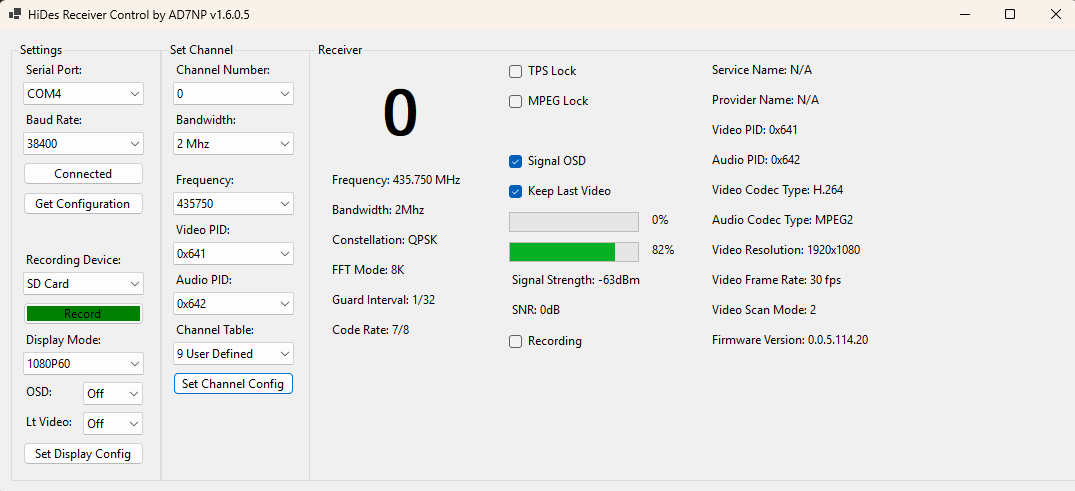 HiDes Receiver Control by AD7NP v1.6.0.5
Settings
Serial Port:
COM4
Baud Rate:
38400
Connected
Get Configuration
Recording Device:
SD Card
Record
Display Mode:
1080P60
OSD:
Off
Lt Video:
Off
Set Display Config
Set Channel
Channel Number:
0
Bandwidth:
2 Mhz
Frequency:
435750
Video PID:
0x641
Audio PID:
0x642
Channel Table:
9 User Defined
Set Channel Config
Receiver
0
Frequency: 435.750 MHz
Bandwidth: 2Mhz
Constellation: QPSK
FFT Mode: 8K
Guard Interval: 1/32
Code Rate: 7/8
TPS Lock
MPEG Lock
Signal OSD
Keep Last Video
0%
82%
Signal Strength: -63dBm
SNR: 0dB
Recording
Service Name: N/A
Provider Name: N/A
Video PID: 0x641
Audio PID: 0x642
Video Codec Type: H.264
Audio Codec Type: MPEG2
Video Resolution: 1920x1080
Video Frame Rate: 30 fps
Video Scan Mode: 2
Firmware Version: 0.0.5.114.20